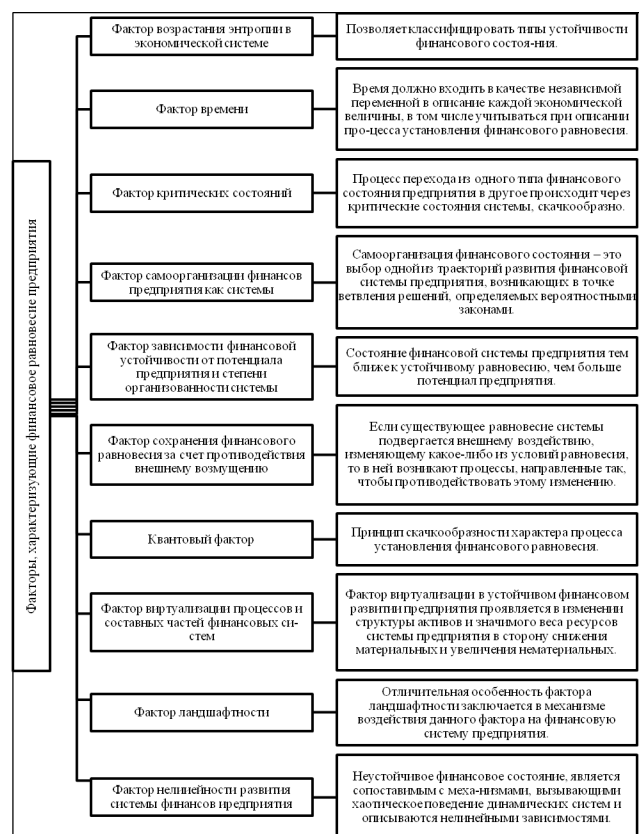 Факторы, характеризующие финансовое равновесие предприятия
Фактор возрастания энтропии в
экономической системе
Позволяет классифицировать типы устойчивости
финансового состоя-ния.
Фактор времени
Время должно входить в качестве независимой
переменной в описание каждой экономической
величины, в том числе учитываться при описании
про-цесса установления финансового равновесия.
Фактор критических состояний
Процесс перехода из одного типа финансового
состояния предприятия в другое происходит через
критические состояния системы, скачкообразно.
Фактор самоорганизации финансов
предприятия как системы
Самоорганизация финансового состояния – это
выбор одной из траекторий развития финансовой
системы предприятия, возникающих в точке
ветвления решений, определяемых вероятностными
законами.
Фактор зависимости финансовой
устойчивости от потенциала
предприятия и степени
организованности системы
Состояние финансовой системы предприятия тем
ближе к устойчивому равновесию, чем больше
потенциал предприятия.
Фактор сохранения финансового
равновесия за счет противодействия
внешнему возмущению
Если существующее равновесие системы
подвергается внешнему воздействию,
изменяющему какое-либо из условий равновесия,
то в ней возникают процессы, направленные так,
чтобы противодействовать этому изменению.
Квантовый фактор
Принцип скачкообразности характера процесса
установления финансового равновесия.
Фактор виртуализации процессов и
составных частей финансовых си-
стем
Фактор виртуализации в устойчивом финансовом
развитии предприятия проявляется в изменении
структуры активов и значимого веса ресурсов
системы предприятия в сторону снижения
материальных и увеличения нематериальных.
Фактор ландшафтности
Отличительная особенность фактора
ландшафтности заключается в механизме
воздействия данного фактора на финансовую
систему предприятия.
Фактор нелинейности развития
системы финансов предприятия
Неустойчивое финансовое состояние, является
сопоставимым с меха-низмами, вызывающими
хаотическое поведение динамических систем и
описываются нелинейными зависимостями.